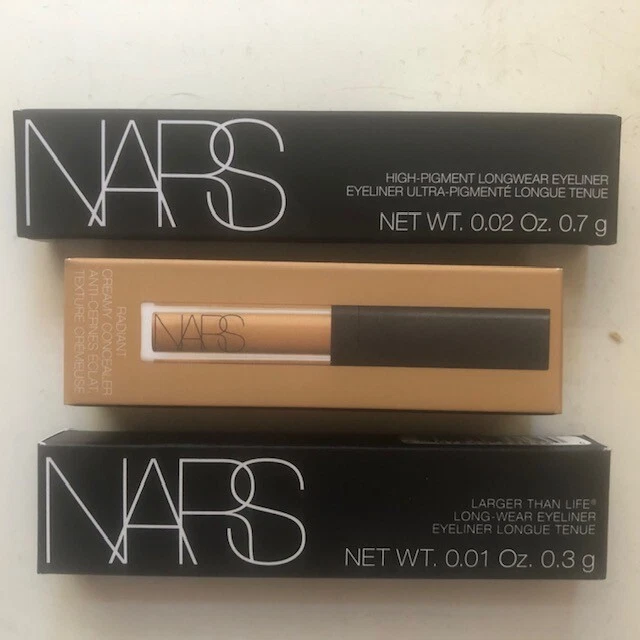 NARS
HIGH-PIGMENT LONGWEAR EYELINER
EYELINER ULTRA-PIGMENTÉ LONGUE TENUE
NET WT. 0.02 Oz. 0.7 g
RADIANT
CREAMY CONCEALER
ANTI-CERNES ÉCLAT
TEXTURE CRÉMEUSE
NARS
NARS
LARGER THAN LIFE®
LONG-WEAR EYELINER
EYELINER LONGUE TENUE
NET WT. 0.01 Oz. 0.3 g